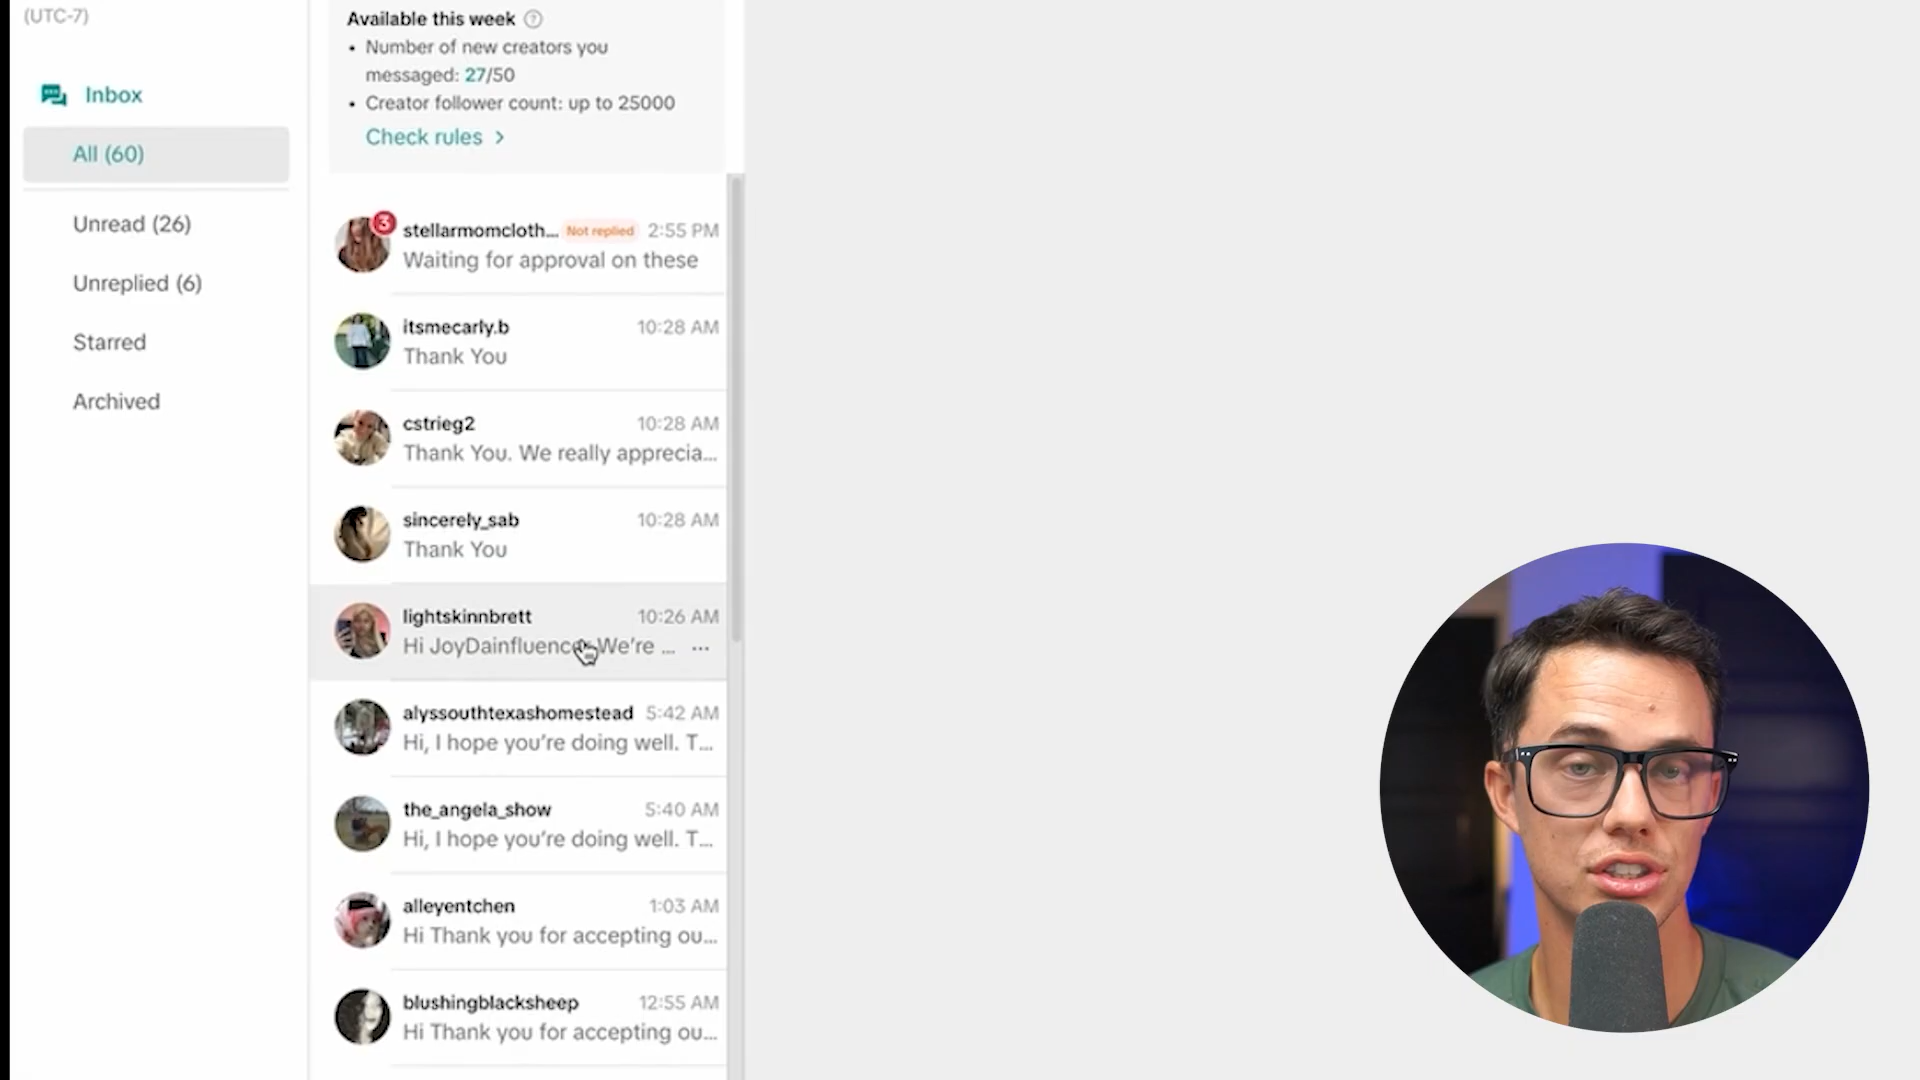 (UTC-7)
Inbox
All (60)
Unread (26)
Unreplied (6)
Starred
Archived
Available this week ?
• Number of new creators you
messaged: 27/50
• Creator follower count: up to 25000
Check rules >
3
stellarmomcloth... Not replied 2:55 PM
Waiting for approval on these
itsmecarly.b 10:28 AM
Thank You
cstrieg2 10:28 AM
Thank You. We really apprecia...
sincerely_sab 10:28 AM
Thank You
lightskinnbrett 10:26 AM
Hi JoyDainfluencer We’re ... ...
alyssouthtexashomestead 5:42 AM
Hi, I hope you’re doing well. T...
the_angela_show 5:40 AM
Hi, I hope you’re doing well. T...
alleyentchen 1:03 AM
Hi Thank you for accepting ou...
blushingblacksheep 12:55 AM
Hi Thank you for accepting ou...